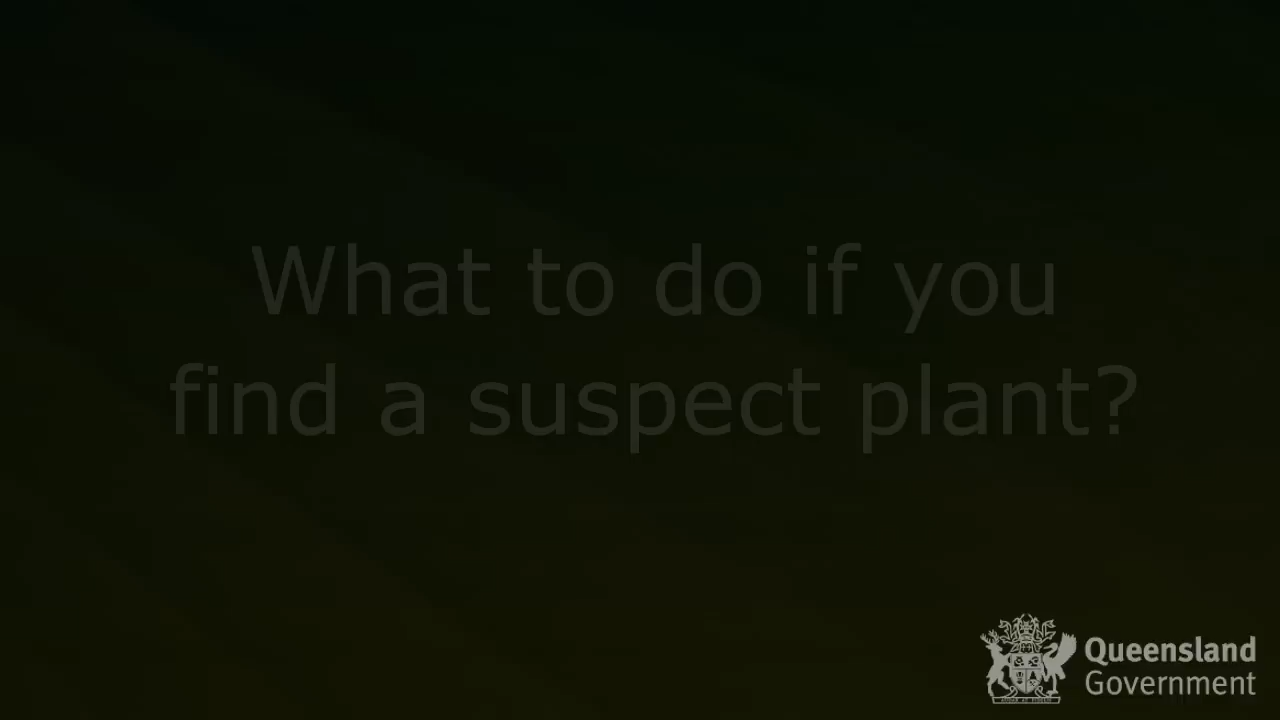 What to do if you
find a suspect plant?
Queensland
Government